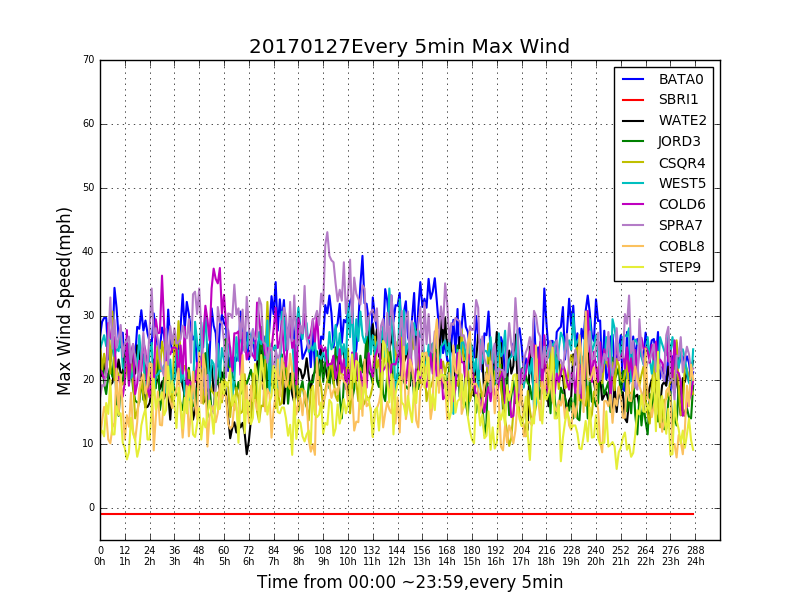 20170127Every 5min Max Wind
70
60
50
40
30
20
10
0
Max Wind Speed(mph)
BATA0
SBRI1
WATE2
JORD3
CSQR4
WEST5
COLD6
SPRA7
COBL8
STEP9
0 12 24 36 48 60 72 84 96 108 120 132 144 156 168 180 192 204 216 228 240 252 264 276 288
0h 1h 2h 3h 4h 5h 6h 7h 8h 9h 10h 11h 12h 13h 14h 15h 16h 17h 18h 19h 20h 21h 22h 23h 24h
Time from 00:00 ~23:59,every 5min